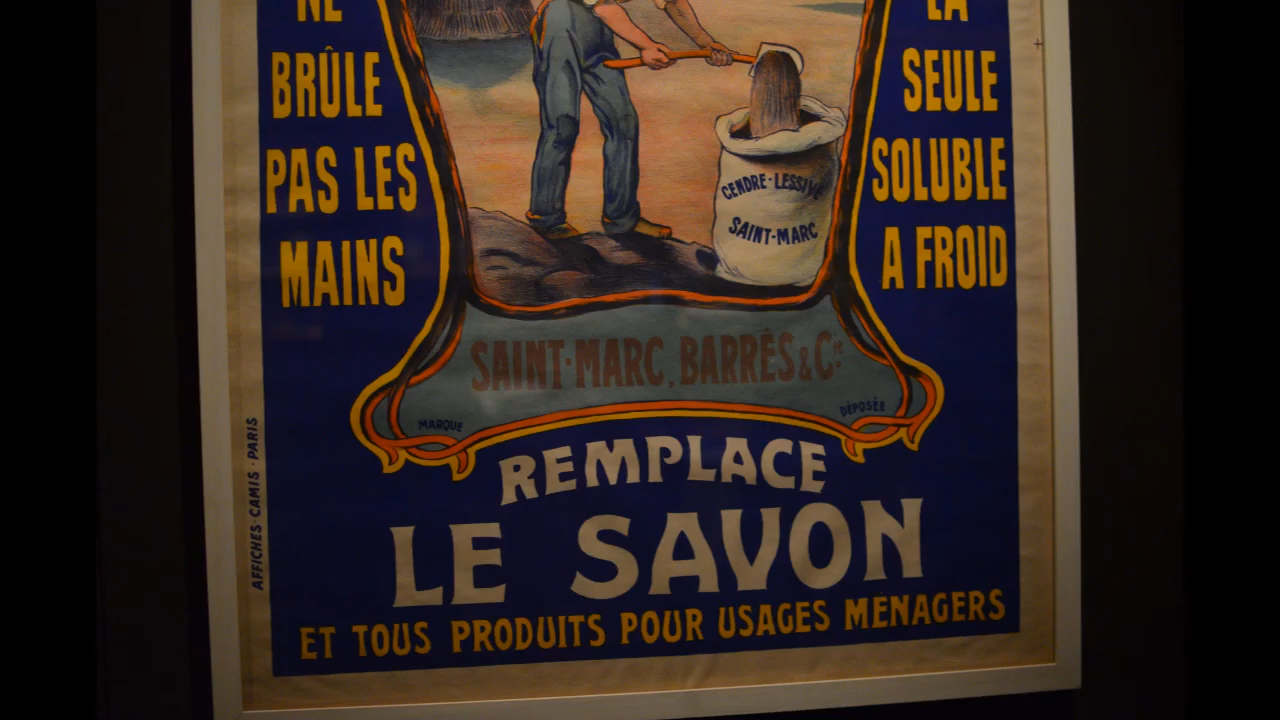 NE
BRÛLE
PAS LES
MAINS
LA
SEULE
SOLUBLE
A FROID
CENDRE-LESSIVE
SAINT-MARC
SAINT-MARC, BARRÈS & Cie
MARQUE
DÉPOSÉE
REMPLACE
LE SAVON
ET TOUS PRODUITS POUR USAGES MÉNAGERS
AFFICHES-CAMIS-PARIS